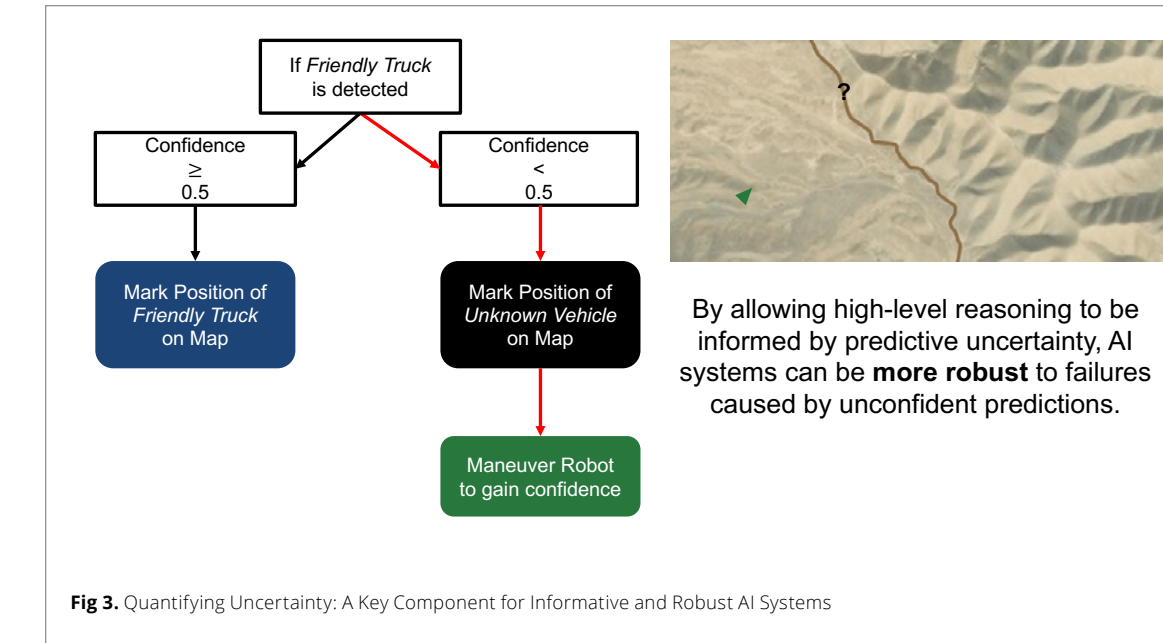 If Friendly Truck
is detected
Confidence
≥
0.5
Confidence
<
0.5
Mark Position of
Friendly Truck
on Map
Mark Position of
Unknown Vehicle
on Map
Maneuver Robot
to gain confidence
?
By allowing high-level reasoning to be
informed by predictive uncertainty, AI
systems can be more robust to failures
caused by unconfident predictions.
Fig 3. Quantifying Uncertainty: A Key Component for Informative and Robust AI Systems